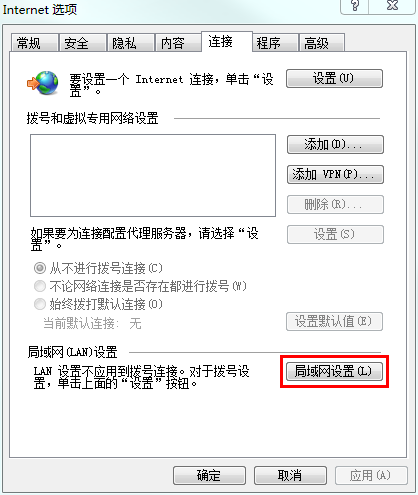 Internet 选项
常规 安全 隐私 内容 连接 程序 高级
要设置一个 Internet 连接，单击“设
置”。
设置(U)
拨号和虚拟专用网络设置
添加(D)...
添加 VPN(P)...
删除(R)...
如果要为连接配置代理服务器，请选择“设
置”。
设置(S)
从不进行拨号连接(C)
不论网络连接是否存在都进行拨号(W)
始终拨打默认连接(O)
当前默认连接: 无
设置默认值(E)
局域网(LAN)设置
LAN 设置不应用到拨号连接。对于拨号设
置，单击上面的“设置”按钮。
局域网设置(L)
确定 取消 应用(A)